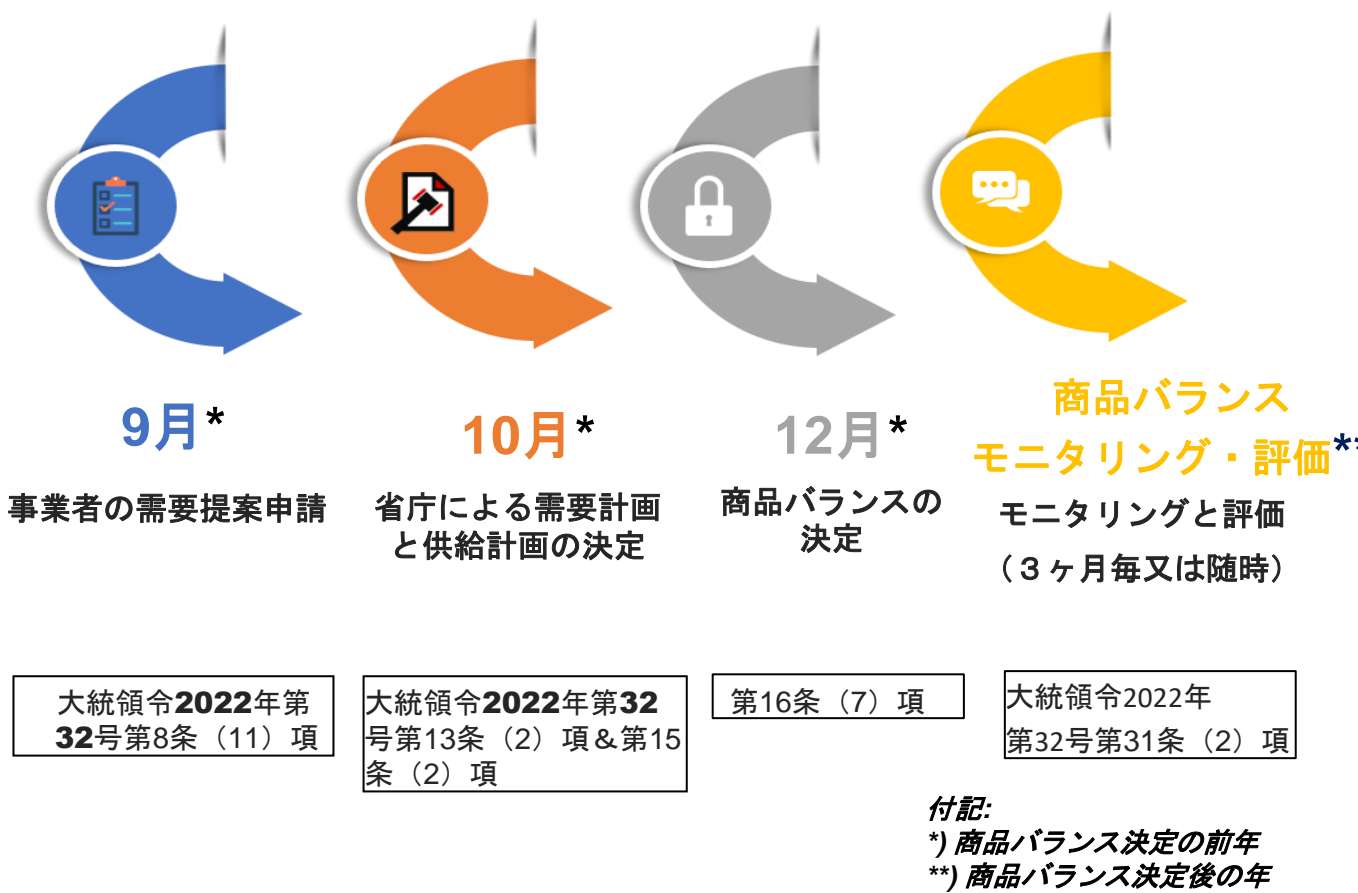 9月*
事業者の需要提案申請
大統領令2022年第
32号第8条（11）項
10月*
省庁による需要計画
と供給計画の決定
大統領令2022年第32
号第13条（2）項＆第15
条（2）項
12月*
商品バランスの
決定
第16条（7）項
商品バランス
モニタリング・評価**
モニタリングと評価
（３ヶ月毎又は随時）
大統領令2022年
第32号第31条（2）項
付記:
*) 商品バランス決定の前年
**) 商品バランス決定後の年